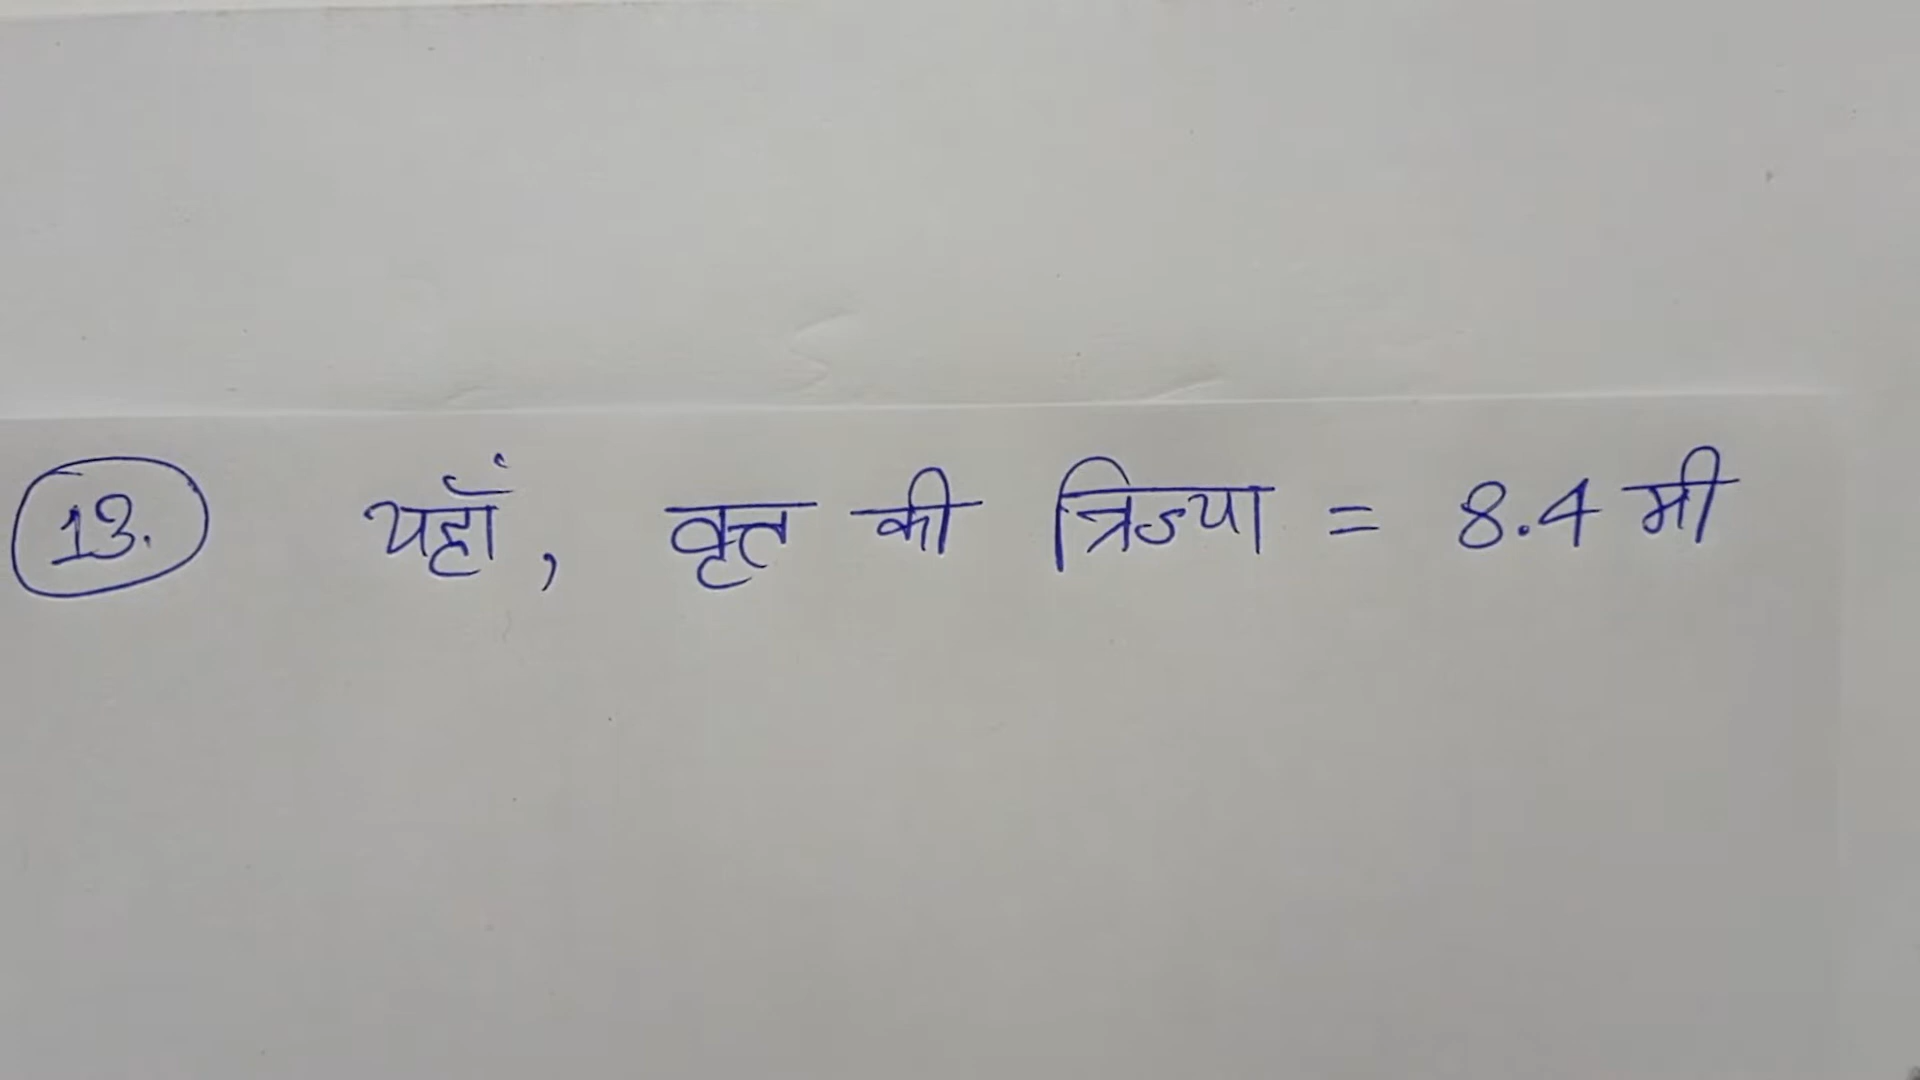 13. यहाँ, वृत्त की त्रिज्या = 8.4 मी